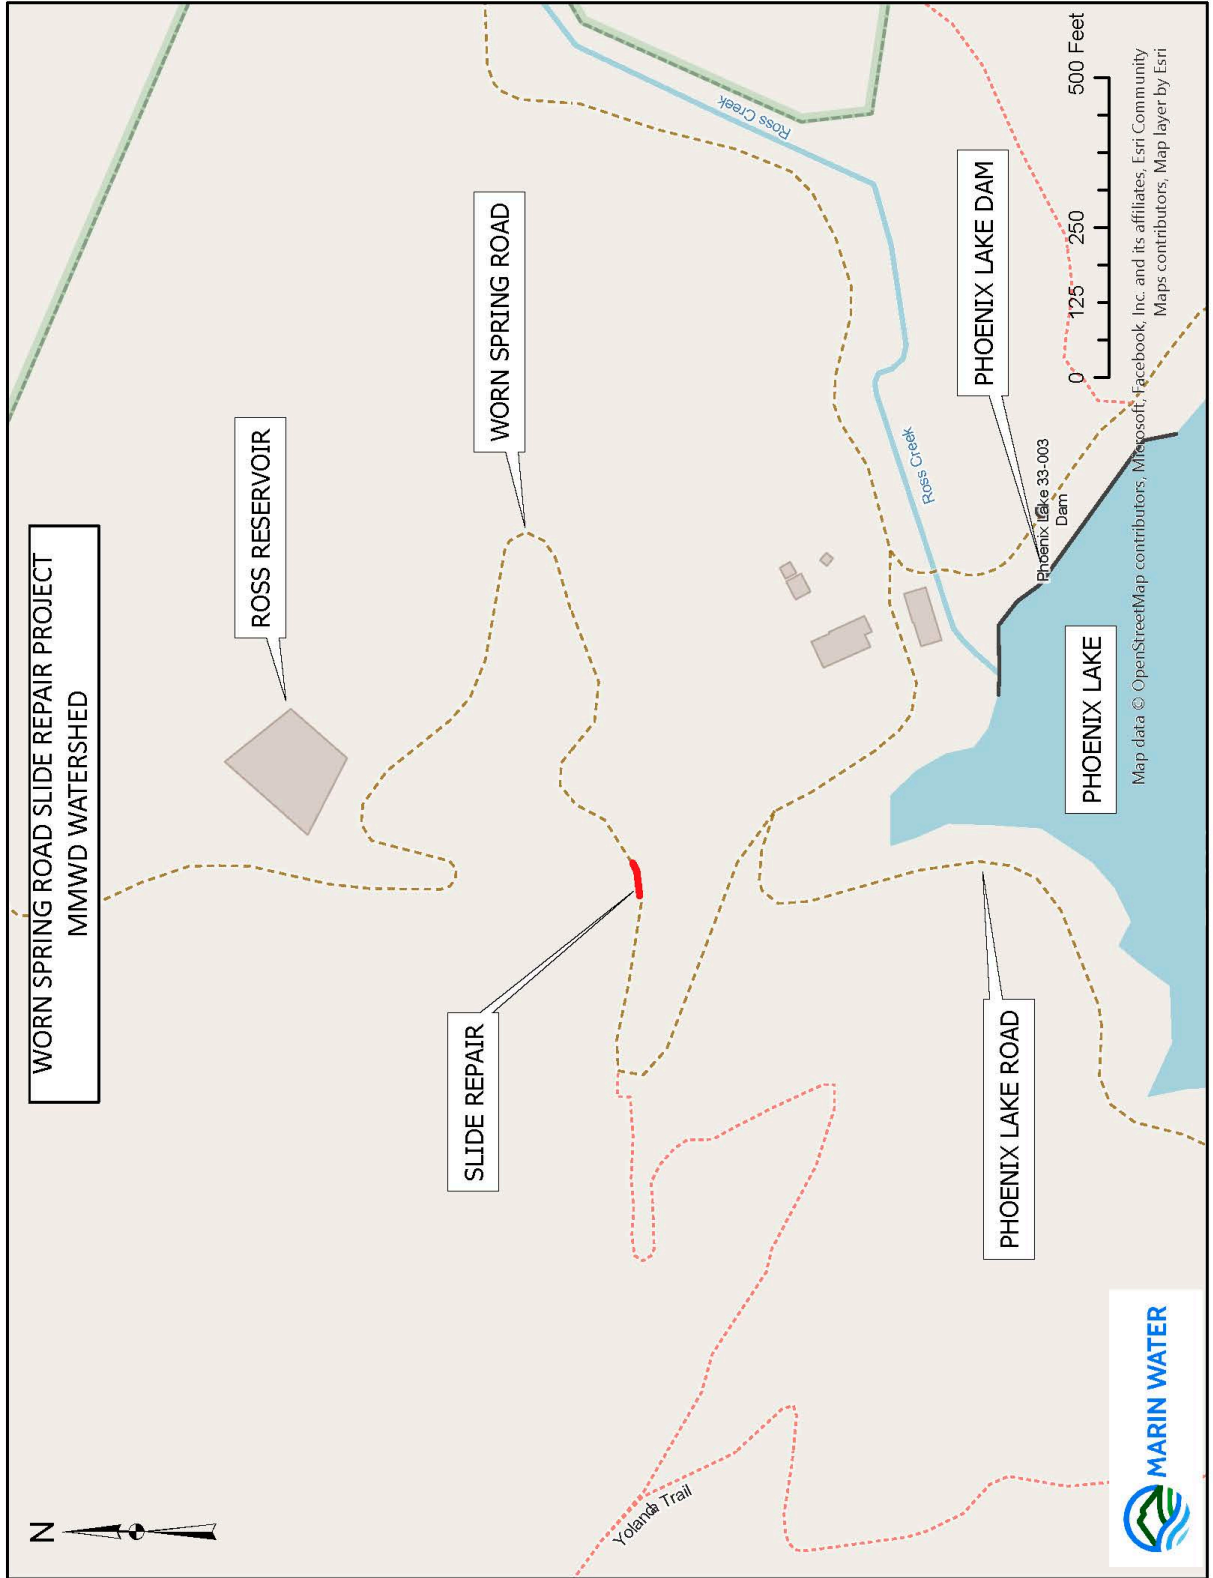 WORN SPRING ROAD SLIDE REPAIR PROJECT
MMWD WATERSHED
N
ROSS RESERVOIR
WORN SPRING ROAD
SLIDE REPAIR
Ross Creek
Ross Creek
Yolanda Trail
PHOENIX LAKE DAM
Phoenix Lake 33-003
Dam
PHOENIX LAKE ROAD
PHOENIX LAKE
0 125 250 500 Feet
MARIN WATER
Map data © OpenStreetMap contributors, Microsoft, Facebook, Inc. and its affiliates, Esri Community
Maps contributors, Map layer by Esri